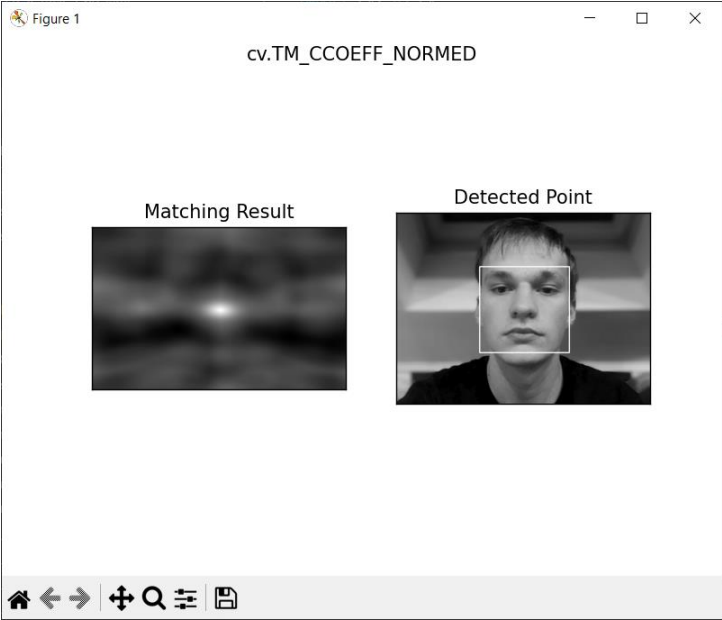 Figure 1
cv.TM_CCOEFF_NORMED
Matching Result
Detected Point